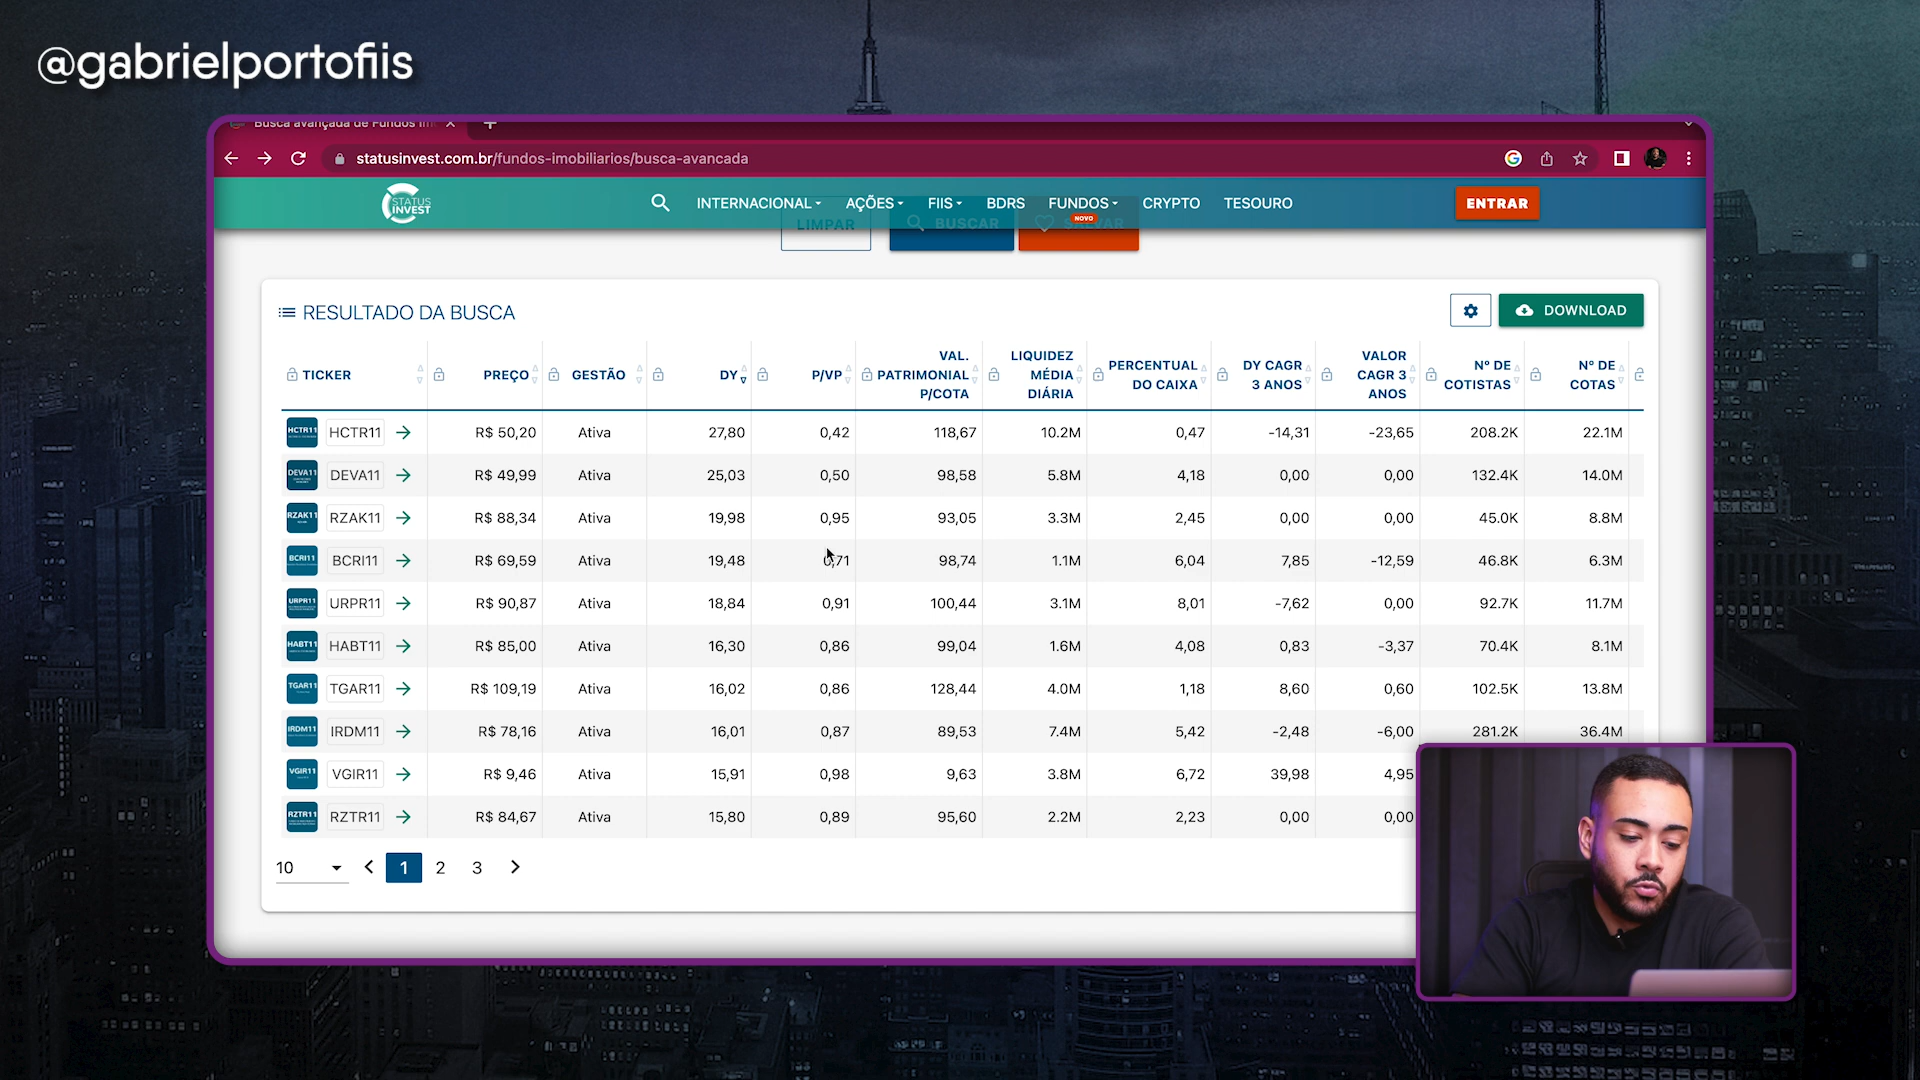 @gabrielportofiis
Busca avançada de Fundos Im
statusinvest.com.br/fundos-imobiliarios/busca-avancada
STATUS INVEST
INTERNACIONAL AÇÕES FIIS BDRS FUNDOS CRYPTO TESOURO
NOVO
ENTRAR
LIMPAR BUSCAR
RESULTADO DA BUSCA
DOWNLOAD
TICKER PREÇO GESTÃO DY P/VP VAL. PATRIMONIAL P/COTA LIQUIDEZ MÉDIA DIÁRIA PERCENTUAL DO CAIXA DY CAGR 3 ANOS VALOR CAGR 3 ANOS Nº DE COTISTAS Nº DE COTAS
HCTR11 HCTR11 R$ 50,20 Ativa 27,80 0,42 118,67 10.2M 0,47 -14,31 -23,65 208.2K 22.1M
DEVA11 DEVA11 R$ 49,99 Ativa 25,03 0,50 98,58 5.8M 4,18 0,00 0,00 132.4K 14.0M
RZAK11 RZAK11 R$ 88,34 Ativa 19,98 0,95 93,05 3.3M 2,45 0,00 0,00 45.0K 8.8M
BCRI11 BCRI11 R$ 69,59 Ativa 19,48 0,71 98,74 1.1M 6,04 7,85 -12,59 46.8K 6.3M
URPR11 URPR11 R$ 90,87 Ativa 18,84 0,91 100,44 3.1M 8,01 -7,62 0,00 92.7K 11.7M
HABT11 HABT11 R$ 85,00 Ativa 16,30 0,86 99,04 1.6M 4,08 0,83 -3,37 70.4K 8.1M
TGAR11 TGAR11 R$ 109,19 Ativa 16,02 0,86 128,44 4.0M 1,18 8,60 0,60 102.5K 13.8M
IRDM11 IRDM11 R$ 78,16 Ativa 16,01 0,87 89,53 7.4M 5,42 -2,48 -6,00 281.2K 36.4M
VGIR11 VGIR11 R$ 9,46 Ativa 15,91 0,98 9,63 3.8M 6,72 39,98 4,95
RZTR11 RZTR11 R$ 84,67 Ativa 15,80 0,89 95,60 2.2M 2,23 0,00 0,00
10 1 2 3